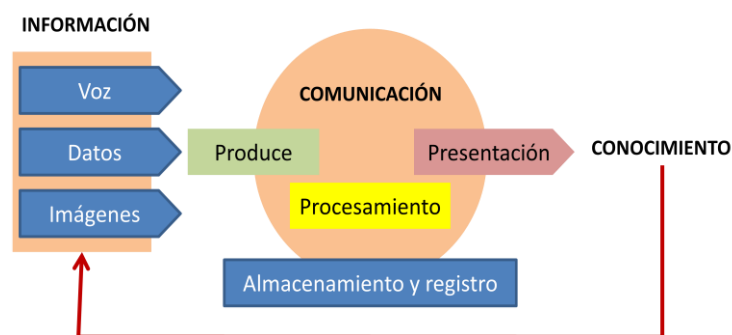 INFORMACIÓN
Voz
Datos
Imágenes
COMUNICACIÓN
Produce
Presentación
Procesamiento
Almacenamiento y registro
CONOCIMIENTO